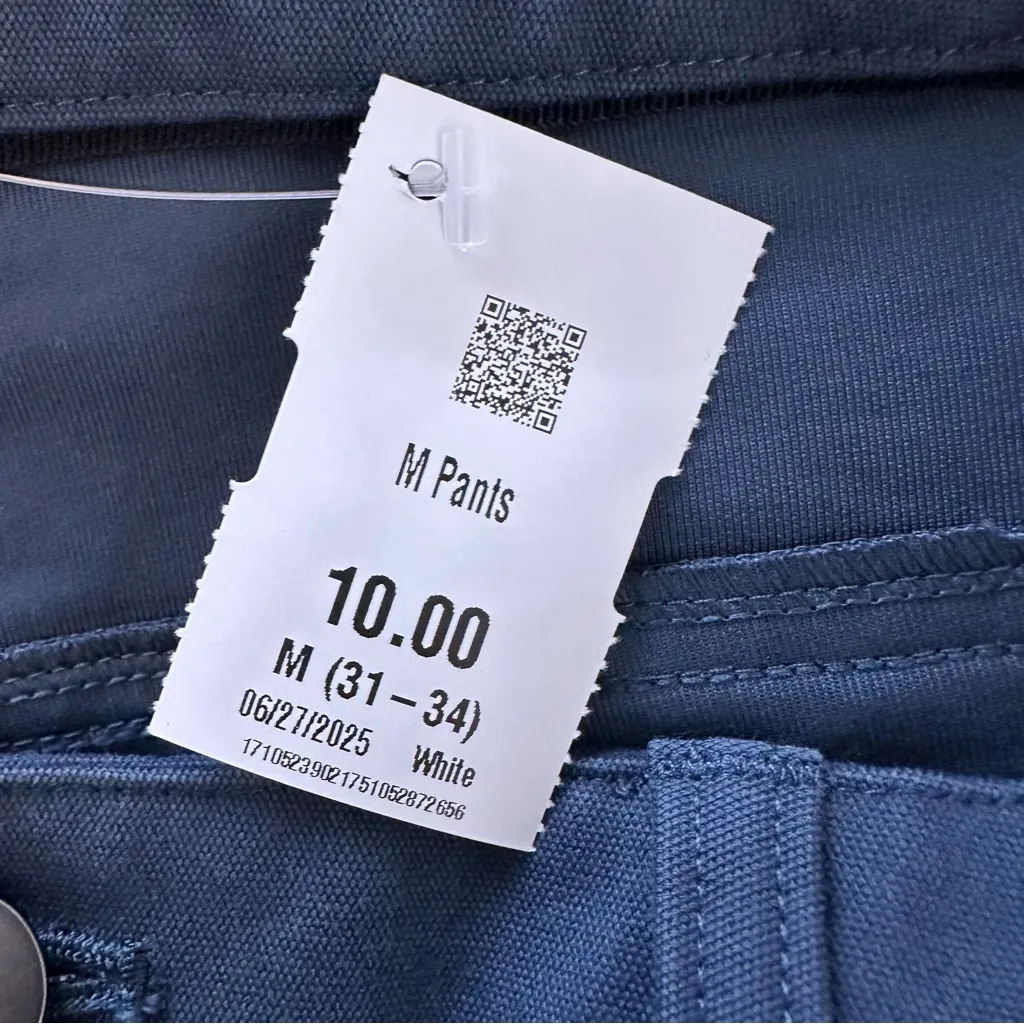 M Pants
10.00
M (31 – 34)
06/27/2025 White
17105239021751052872656